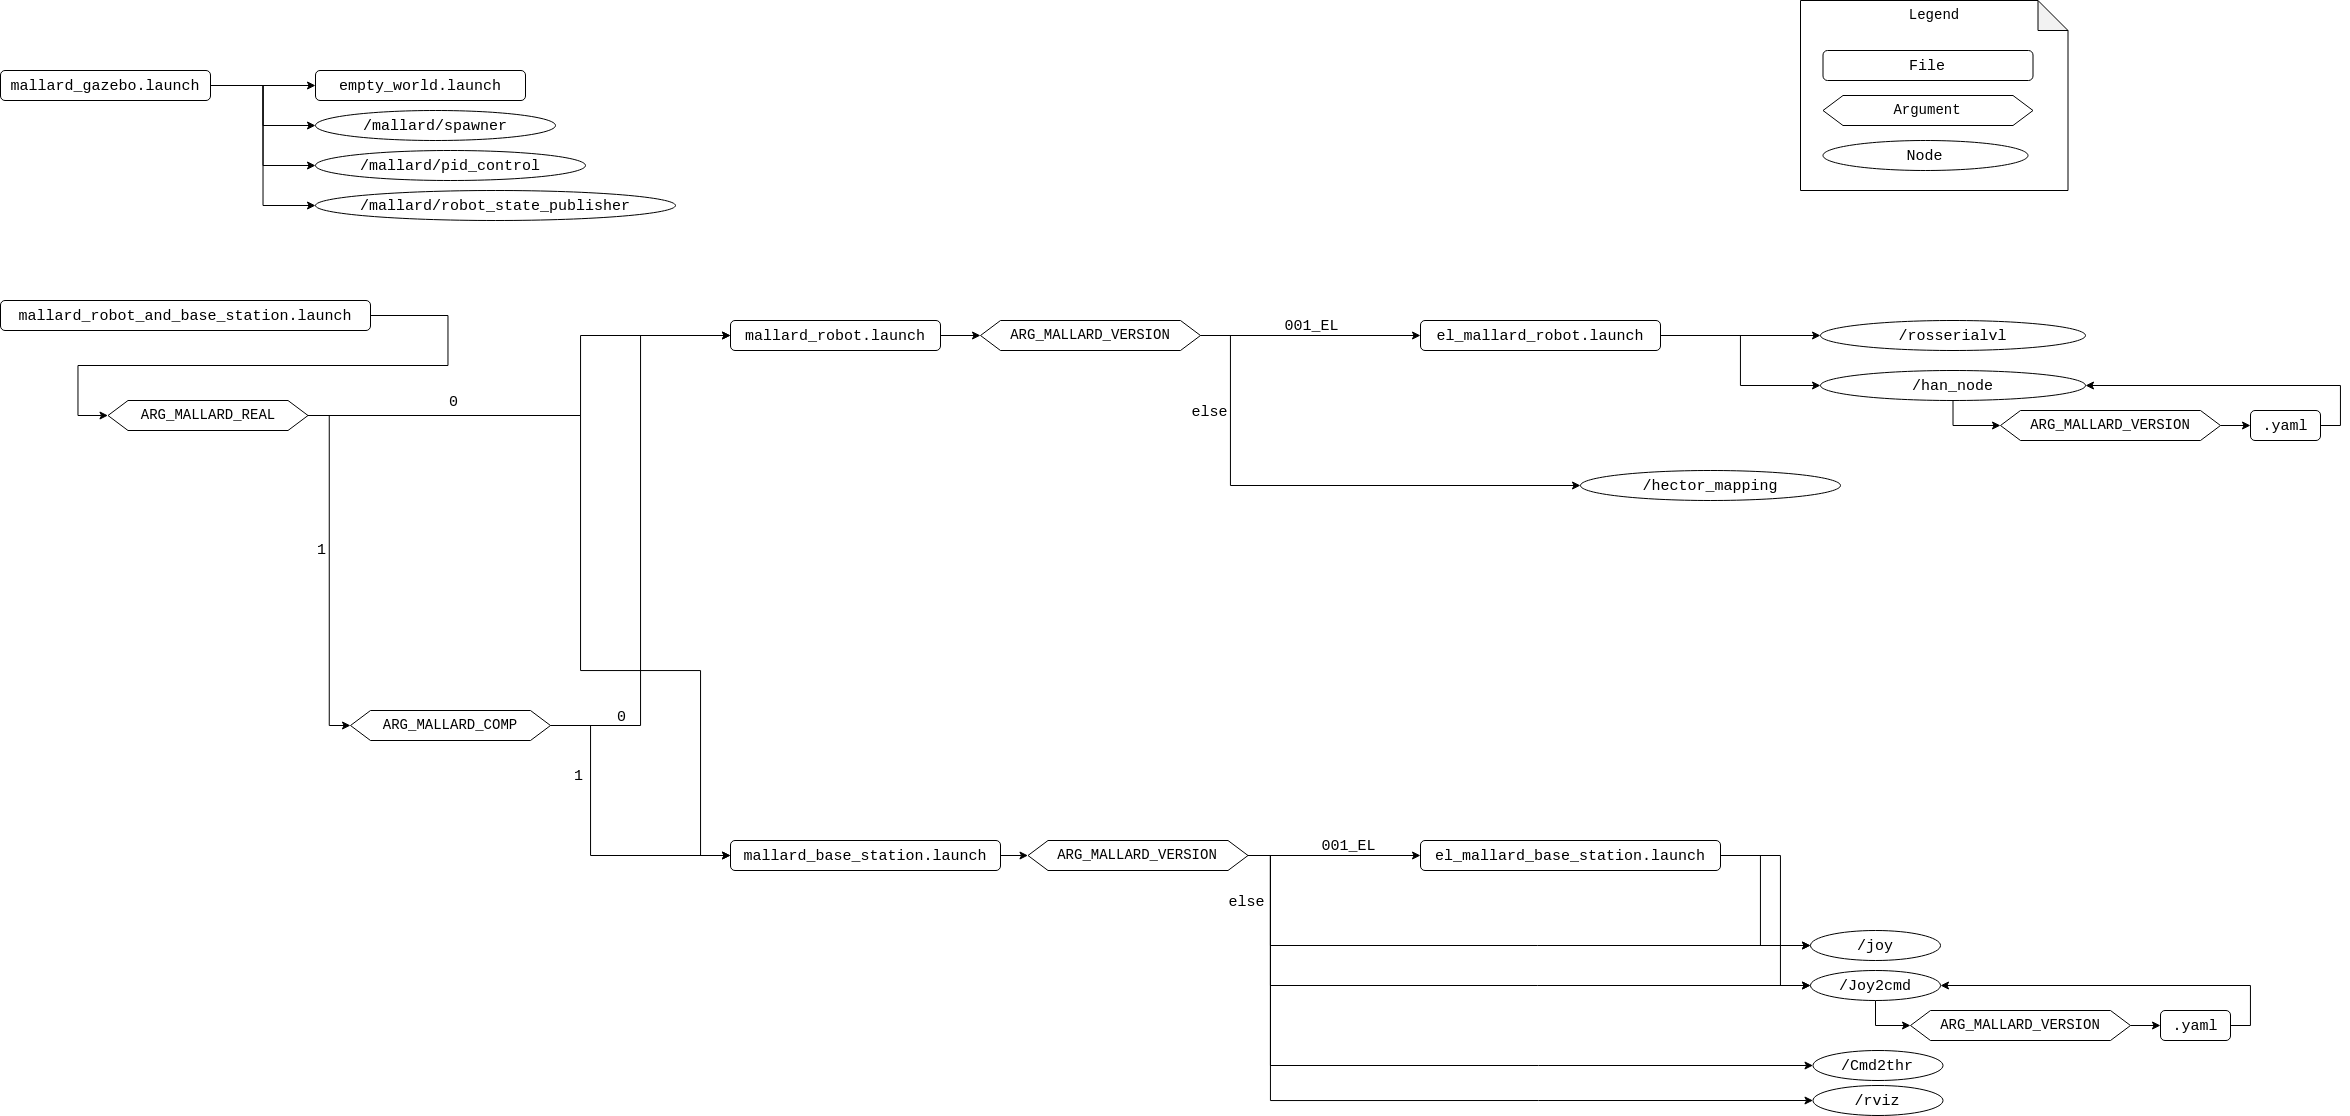 Legend
File
Argument
Node
mallard_gazebo.launch
empty_world.launch
/mallard/spawner
/mallard/pid_control
/mallard/robot_state_publisher
mallard_robot_and_base_station.launch
ARG_MALLARD_REAL
0
1
mallard_robot.launch
ARG_MALLARD_VERSION
001_EL
else
el_mallard_robot.launch
/rosserialvl
/han_node
ARG_MALLARD_VERSION
.yaml
/hector_mapping
ARG_MALLARD_COMP
0
1
mallard_base_station.launch
ARG_MALLARD_VERSION
001_EL
else
el_mallard_base_station.launch
/joy
/Joy2cmd
ARG_MALLARD_VERSION
.yaml
/Cmd2thr
/rviz